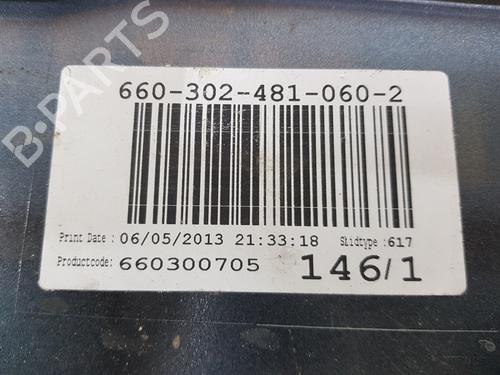 660-302-481-060-2
Print Date : 06/05/2013 21:33:18 Skidtype : 617
Productcode: 660300705 146/1
B-PARTS